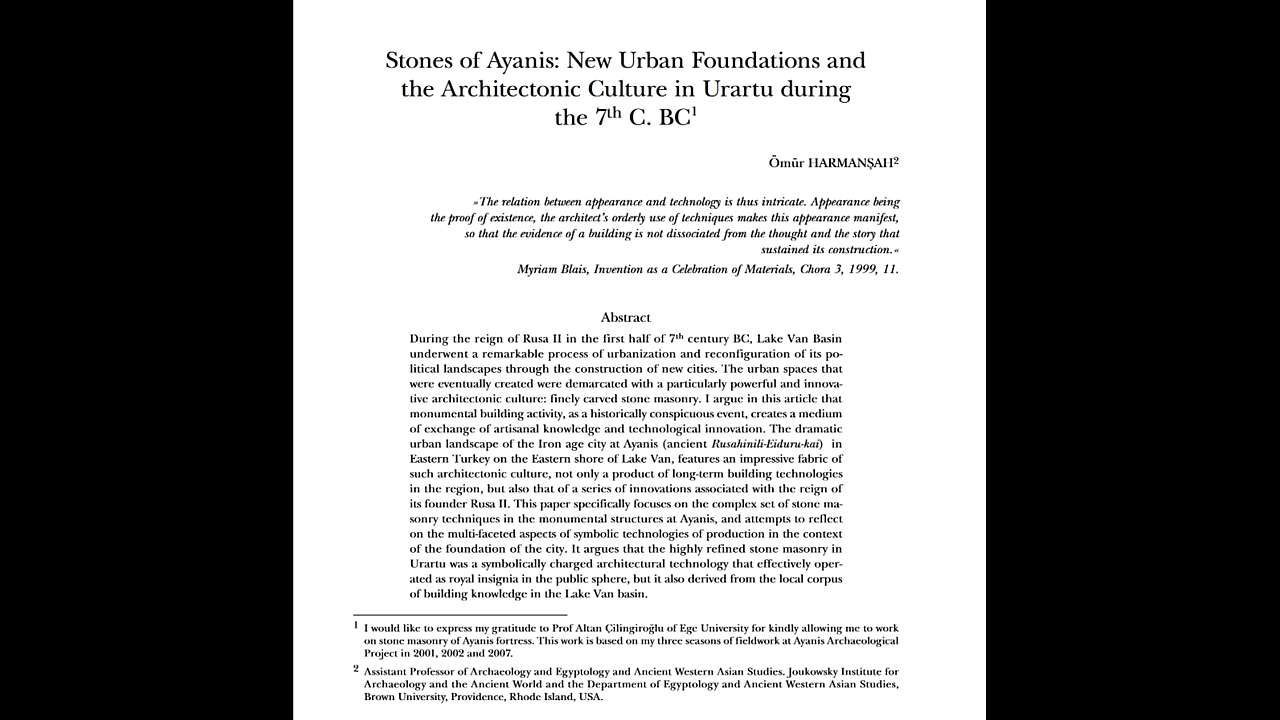 Stones of Ayanis: New Urban Foundations and
the Architectonic Culture in Urartu during
the 7th C. BC1
Ömür HARMANŞAH2
»The relation between appearance and technology is thus intricate. Appearance being
the proof of existence, the architect's orderly use of techniques makes this appearance manifest,
so that the evidence of a building is not dissociated from the thought and the story that
sustained its construction.«
Myriam Blais, Invention as a Celebration of Materials, Chora 3, 1999, 11.
Abstract
During the reign of Rusa II in the first half of 7th century BC, Lake Van Basin
underwent a remarkable process of urbanization and reconfiguration of its po-
litical landscapes through the construction of new cities. The urban spaces that
were eventually created were demarcated with a particularly powerful and innova-
tive architectonic culture: finely carved stone masonry. I argue in this article that
monumental building activity, as a historically conspicuous event, creates a medium
of exchange of artisanal knowledge and technological innovation. The dramatic
urban landscape of the Iron age city at Ayanis (ancient Rusahinili-Eiduru-kai) in
Eastern Turkey on the Eastern shore of Lake Van, features an impressive fabric of
such architectonic culture, not only a product of long-term building technologies
in the region, but also that of a series of innovations associated with the reign of
its founder Rusa II. This paper specifically focuses on the complex set of stone ma-
sonry techniques in the monumental structures at Ayanis, and attempts to reflect
on the multi-faceted aspects of symbolic technologies of production in the context
of the foundation of the city. It argues that the highly refined stone masonry in
Urartu was a symbolically charged architectural technology that effectively oper-
ated as royal insignia in the public sphere, but it also derived from the local corpus
of building knowledge in the Lake Van basin.
1 I would like to express my gratitude to Prof Altan Çilingiroğlu of Ege University for kindly allowing me to work
on stone masonry of Ayanis fortress. This work is based on my three seasons of fieldwork at Ayanis Archaeological
Project in 2001, 2002 and 2007.
2 Assistant Professor of Archaeology and Egyptology and Ancient Western Asian Studies. Joukowsky Institute for
Archaeology and the Ancient World and the Department of Egyptology and Ancient Western Asian Studies,
Brown University, Providence, Rhode Island, USA.